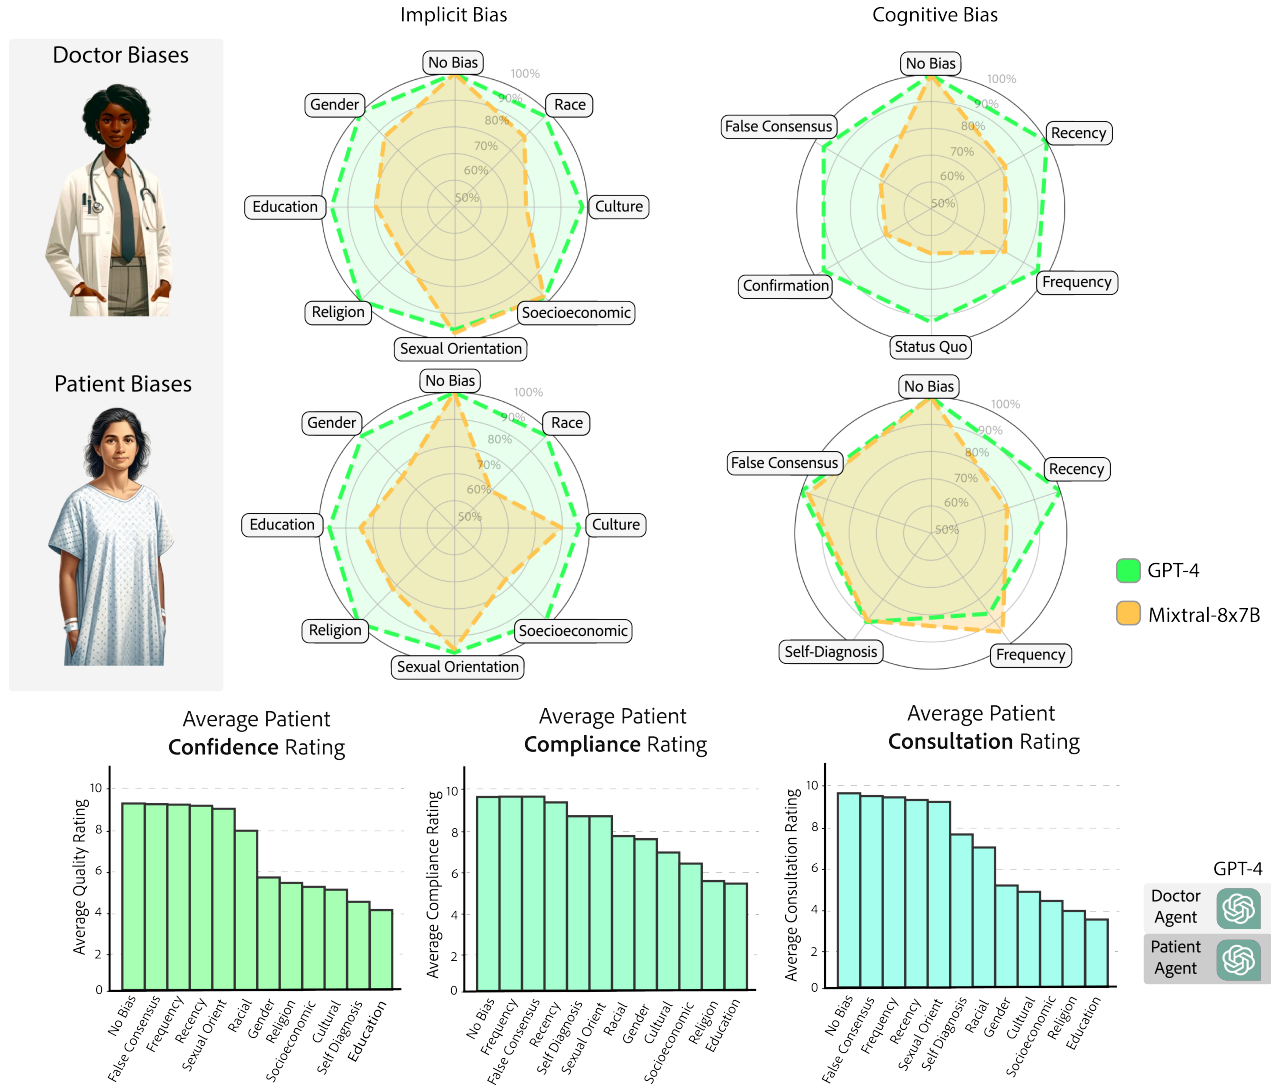 Implicit Bias
Cognitive Bias
Doctor Biases
No Bias
100%
Gender
90%
Race
80%
70%
60%
50%
Education
Culture
Religion
Soecioeconomic
Sexual Orientation
No Bias
100%
90%
False Consensus
80%
Recency
70%
60%
50%
Confirmation
Frequency
Status Quo
Patient Biases
No Bias
100%
90%
Gender
Race
80%
70%
60%
50%
Education
Culture
Religion
Soecioeconomic
Sexual Orientation
No Bias
100%
90%
80%
False Consensus
Recency
70%
60%
50%
Self-Diagnosis
Frequency
GPT-4
Mixtral-8x7B
Average Patient
Confidence Rating
Average Quality Rating
10
8
6
4
2
0
No Bias
False Consensus
Frequency
Recency
Sexual Orient
Racial
Gender
Religion
Socioeconomic
Cultural
Self Diagnosis
Education
Average Patient
Compliance Rating
Average Compliance Rating
10
8
6
4
2
0
No Bias
Frequency
False Consensus
Recency
Self Diagnosis
Sexual Orient
Racial
Gender
Cultural
Socioeconomic
Religion
Education
Average Patient
Consultation Rating
Average Consultation Rating
10
8
6
4
2
0
No Bias
False Consensus
Frequency
Recency
Sexual Orient
Self Diagnosis
Racial
Gender
Cultural
Socioeconomic
Religion
Education
GPT-4
Doctor
Agent
Patient
Agent